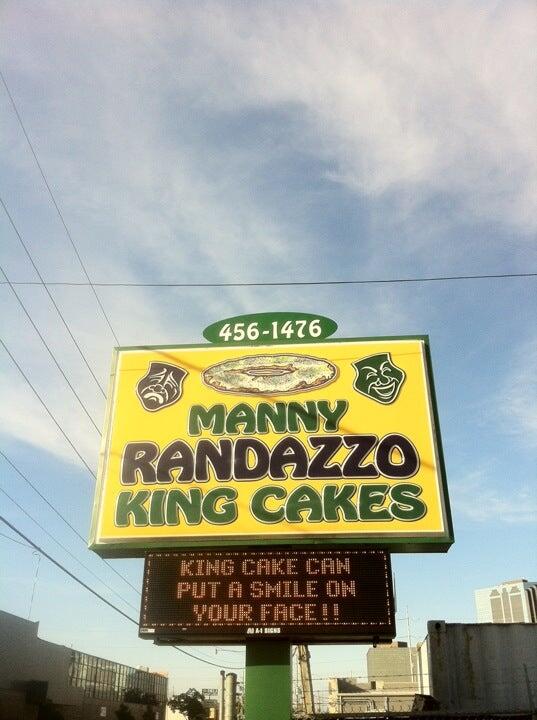 456-1476
MANNY
RANDAZZO
KING CAKES
KING CAKE CAN
PUT A SMILE ON
YOUR FACE!!
A-1 SIGNS